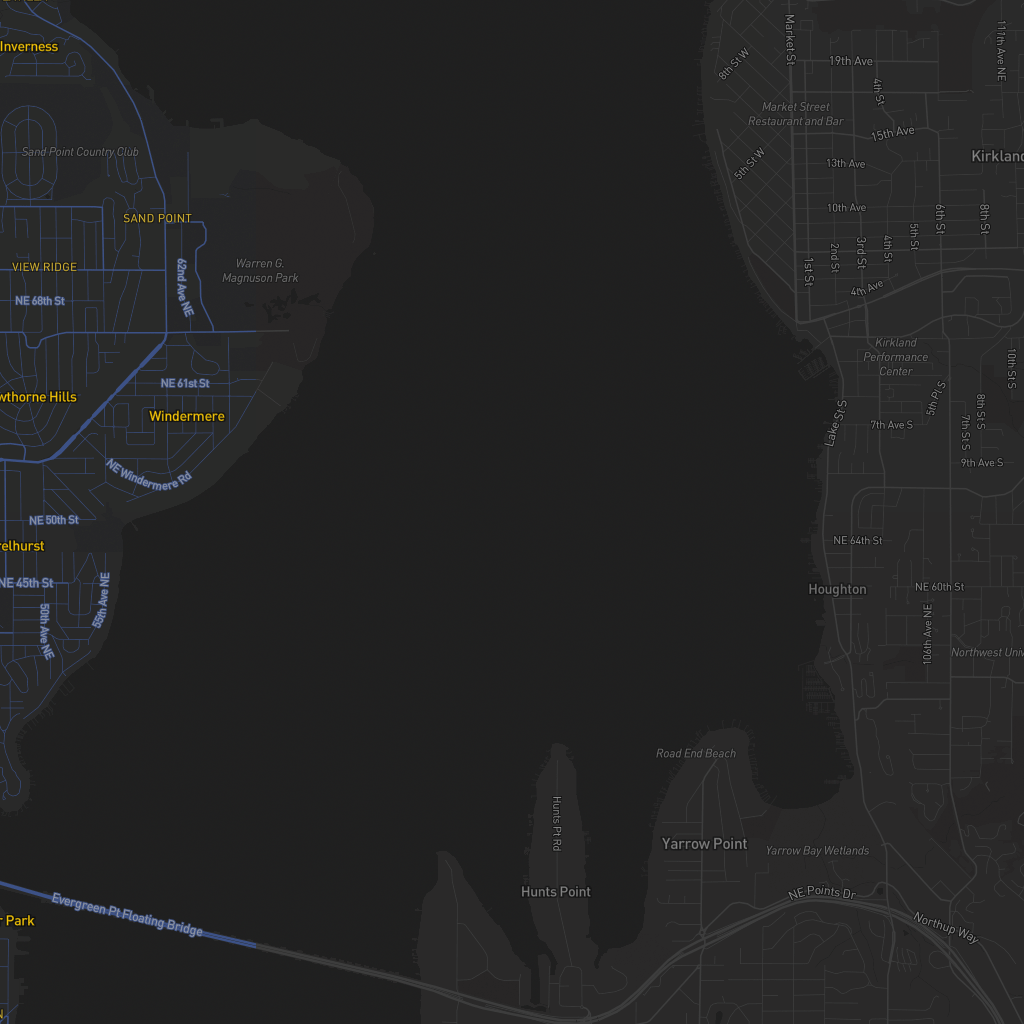 Inverness
Market St
8th St W
19th Ave
111th Ave NE
4th St
Market Street
Restaurant and Bar
15th Ave
Sand Point Country Club
5th St W
13th Ave
Kirkland
10th Ave
SAND POINT
6th St
8th St
5th St
4th St
3rd St
2nd St
1st St
VIEW RIDGE
Warren G.
Magnuson Park
62nd Ave NE
4th Ave
NE 68th St
Kirkland
Performance
Center
10th St S
NE 61st St
5th Pl S
8th St S
wthorne Hills
Windermere
Lake St S
7th Ave S
7th St S
9th Ave S
NE Windermere Rd
NE 50th St
relhurst
NE 64th St
NE 45th St
55th Ave NE
50th Ave NE
Houghton
NE 60th St
106th Ave NE
Northwest Univ
Road End Beach
Hunts Pt Rd
Yarrow Point
Yarrow Bay Wetlands
Hunts Point
NE Points Dr
Evergreen Pt Floating Bridge
r Park
Northup Way
N